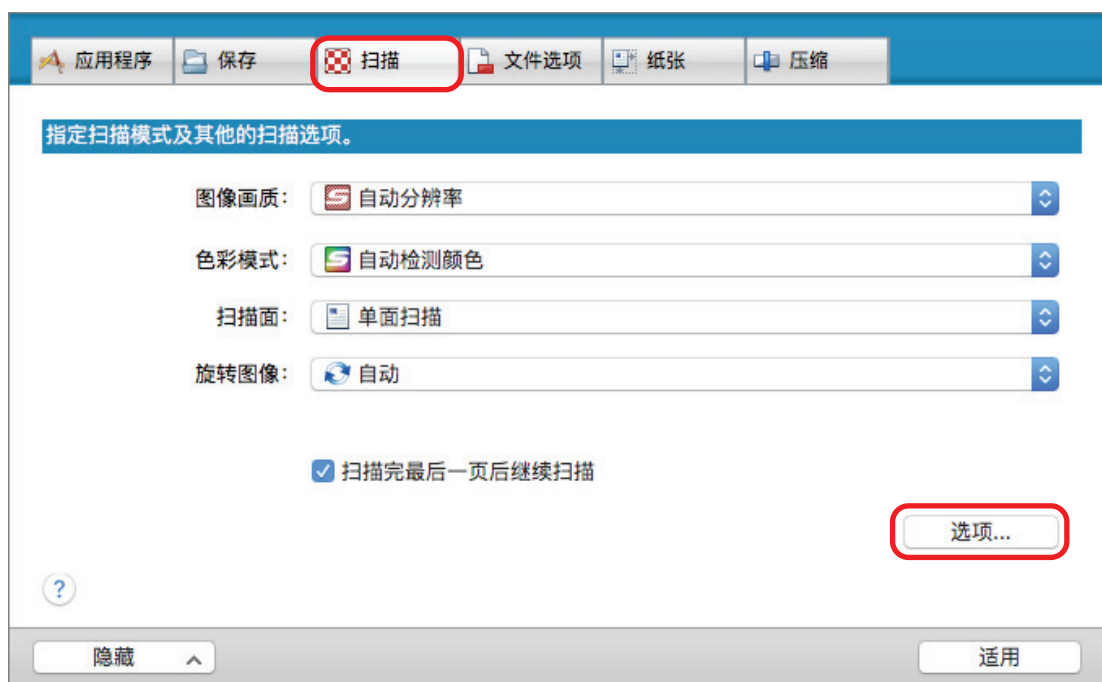 应用程序 保存 扫描 文件选项 纸张 压缩
指定扫描模式及其他的扫描选项。
图像画质： 自动分辨率
色彩模式： 自动检测颜色
扫描面： 单面扫描
旋转图像： 自动
扫描完最后一页后继续扫描
选项...
?
隐藏 适用